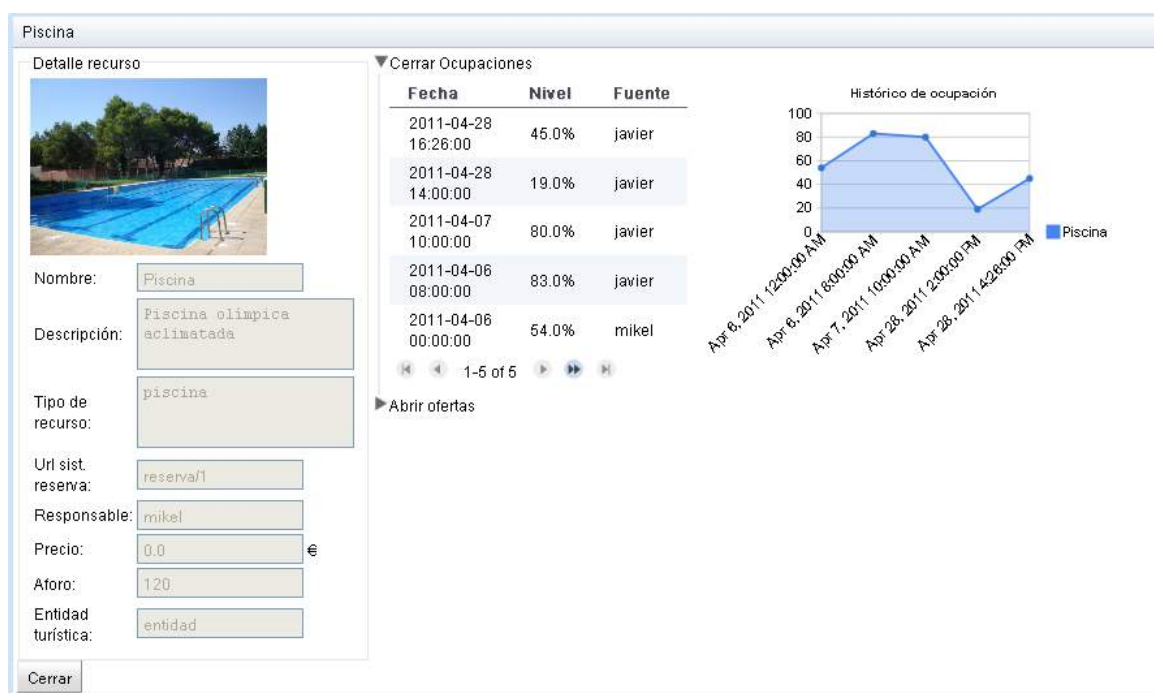 Piscina
Detalle recurso
Nombre:
Piscina
Descripción:
Piscina olímpica
aclimatada
Tipo de
recurso:
piscina
Url sist.
reserva:
reserva/1
Responsable:
mikel
Precio:
0.0
€
Aforo:
120
Entidad
turística:
entidad
Cerrar
Cerrar Ocupaciones
Fecha Nivel Fuente
2011-04-28
16:26:00
45.0% javier
2011-04-28
14:00:00
19.0% javier
2011-04-07
10:00:00
80.0% javier
2011-04-06
08:00:00
83.0% javier
2011-04-06
00:00:00
54.0% mikel
1-5 of 5
Abrir ofertas
Histórico de ocupación
100
80
60
40
20
0
Apr 6, 2011 12:00:00 AM
Apr 6, 2011 8:00:00 AM
Apr 7, 2011 10:00:00 AM
Apr 28, 2011 2:00:00 PM
Apr 28, 2011 4:26:00 PM
Piscina